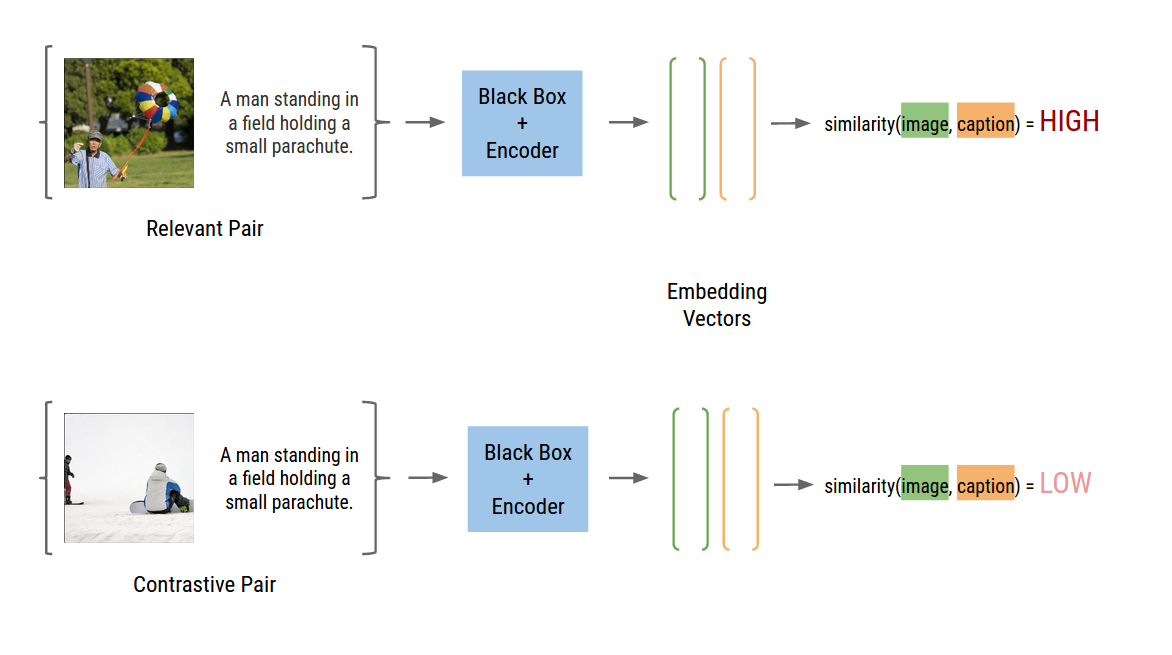 A man standing in
a field holding a
small parachute.
Black Box
+
Encoder
similarity(image, caption) = HIGH
Relevant Pair
Embedding
Vectors
A man standing in
a field holding a
small parachute.
Black Box
+
Encoder
similarity(image, caption) = LOW
Contrastive Pair